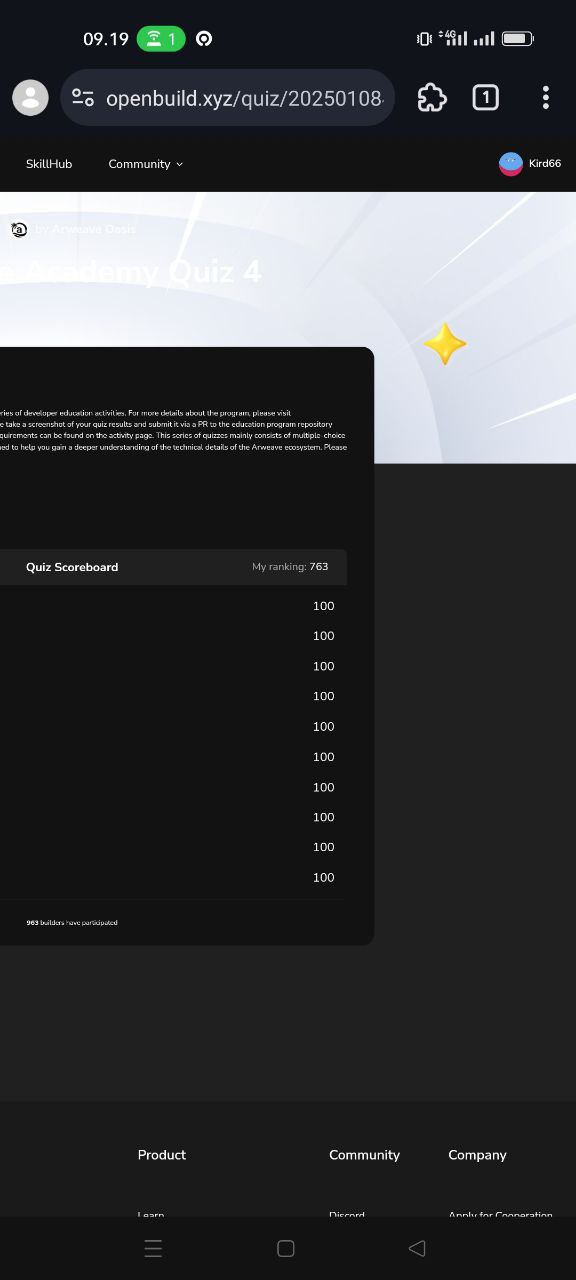 09.19 1 4G
openbuild.xyz/quiz/20250108 1
SkillHub Community Kird66
by Arweave Oasis
e Academy Quiz 4
ries of developer education activities. For more details about the program, please visit
e take a screenshot of your quiz results and submit it via a PR to the education program repository
quirements can be found on the activity page. This series of quizzes mainly consists of multiple-choice
ned to help you gain a deeper understanding of the technical details of the Arweave ecosystem. Please
Quiz Scoreboard My ranking: 763
100
100
100
100
100
100
100
100
100
100
963 builders have participated
Product Community Company
Learn Discord Apply for Cooperation